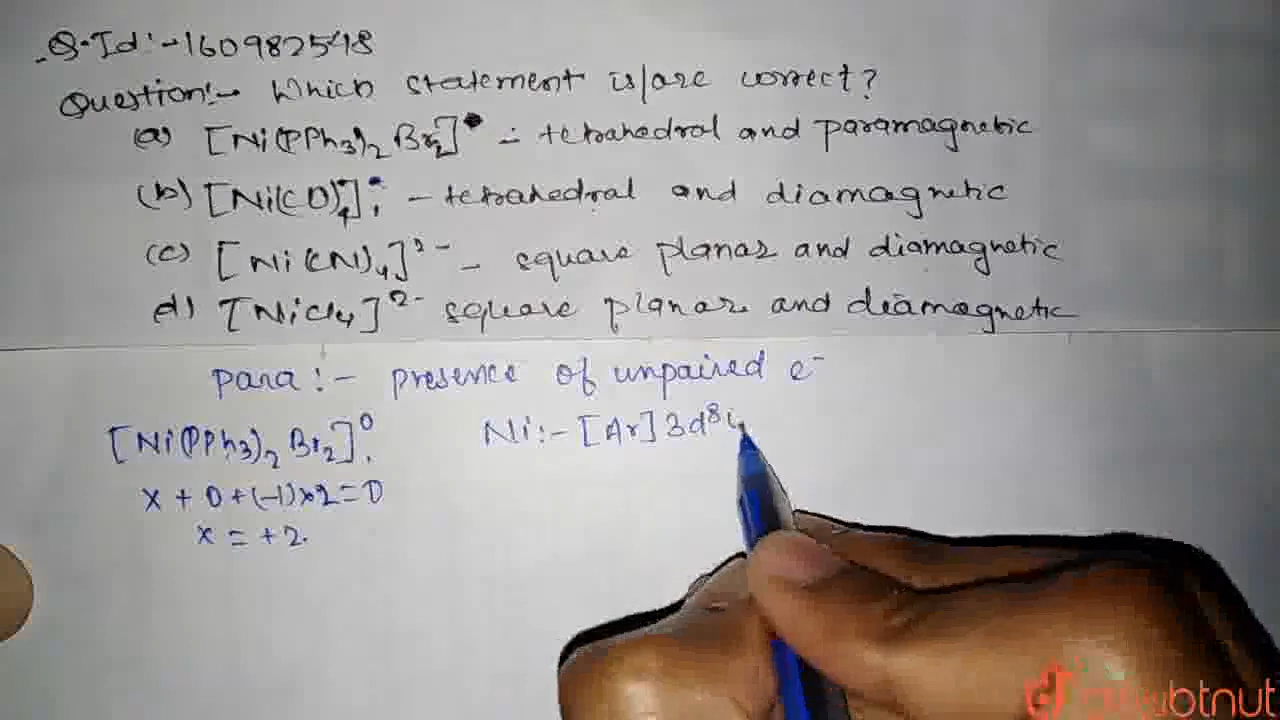 Q.Id:-160982548
Question:- Which statement is/are correct?
(a) [Ni(PPh3)2 Br2] - tetrahedral and paramagnetic
(b) [Ni(CO)4]; - tetrahedral and diamagnetic
(c) [Ni(CN)4]2- - square planar and diamagnetic
d) [NiCl4]2- square planar and diamagnetic
Para :- presence of unpaired e-
[Ni(PPh3)2 Br2]0. Ni:- [Ar] 3d8
x + 0 + (-1)×2 = 0
x = +2.
doubtnut